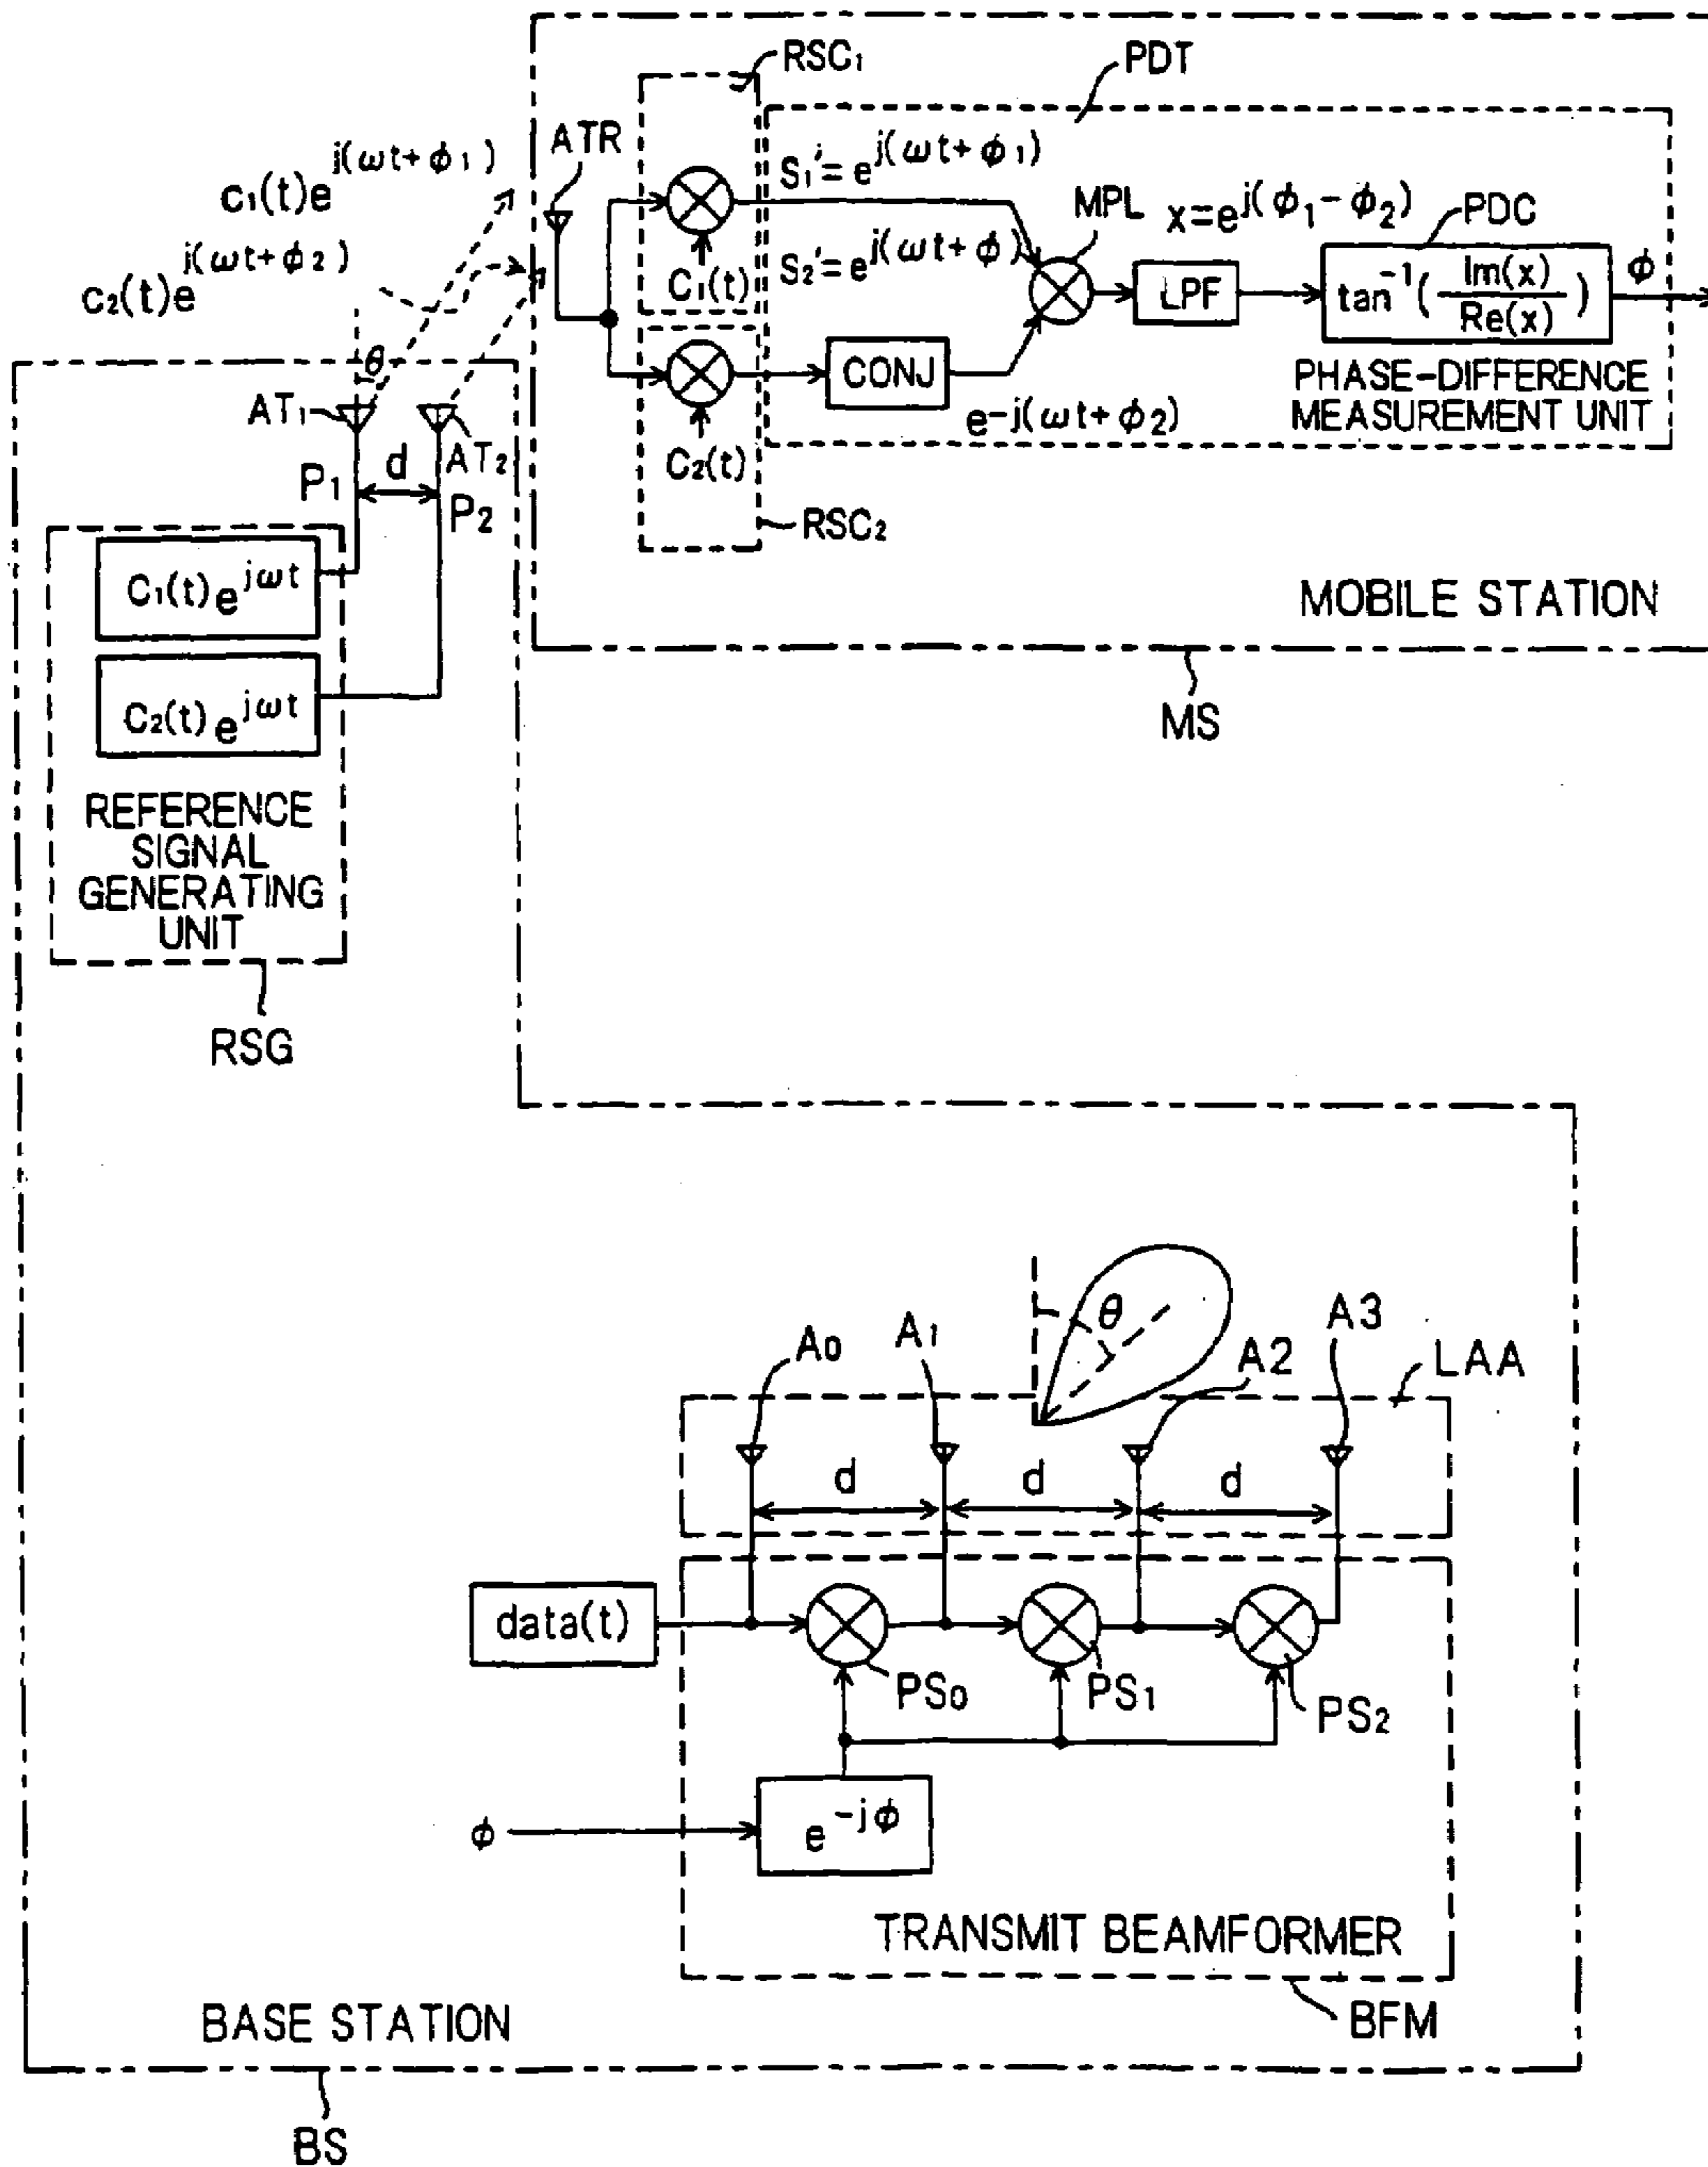 RSC₁
PDT
ATR
c₁(t)e^j(ωt+ϕ₁)
c₂(t)e^j(ωt+ϕ₂)
S₁'=e^j(ωt+ϕ₁)
S₂'=e^j(ωt+ϕ)
MPL
x=e^j(ϕ₁-ϕ₂)
PDC
C₁(t)
LPF
tan⁻¹(Im(x)/Re(x))
ϕ
CONJ
e-j(ωt+ϕ₂)
PHASE-DIFFERENCE
MEASUREMENT UNIT
C₂(t)
RSC₂
θ
AT₁
AT₂
P₁
d
P₂
C₁(t)e^jωt
C₂(t)e^jωt
REFERENCE
SIGNAL
GENERATING
UNIT
RSG
MOBILE STATION
MS
θ
A₀
A₁
A2
A3
LAA
d
d
d
data(t)
PS₀
PS₁
PS₂
ϕ
e^-jϕ
TRANSMIT BEAMFORMER
BFM
BASE STATION
BS